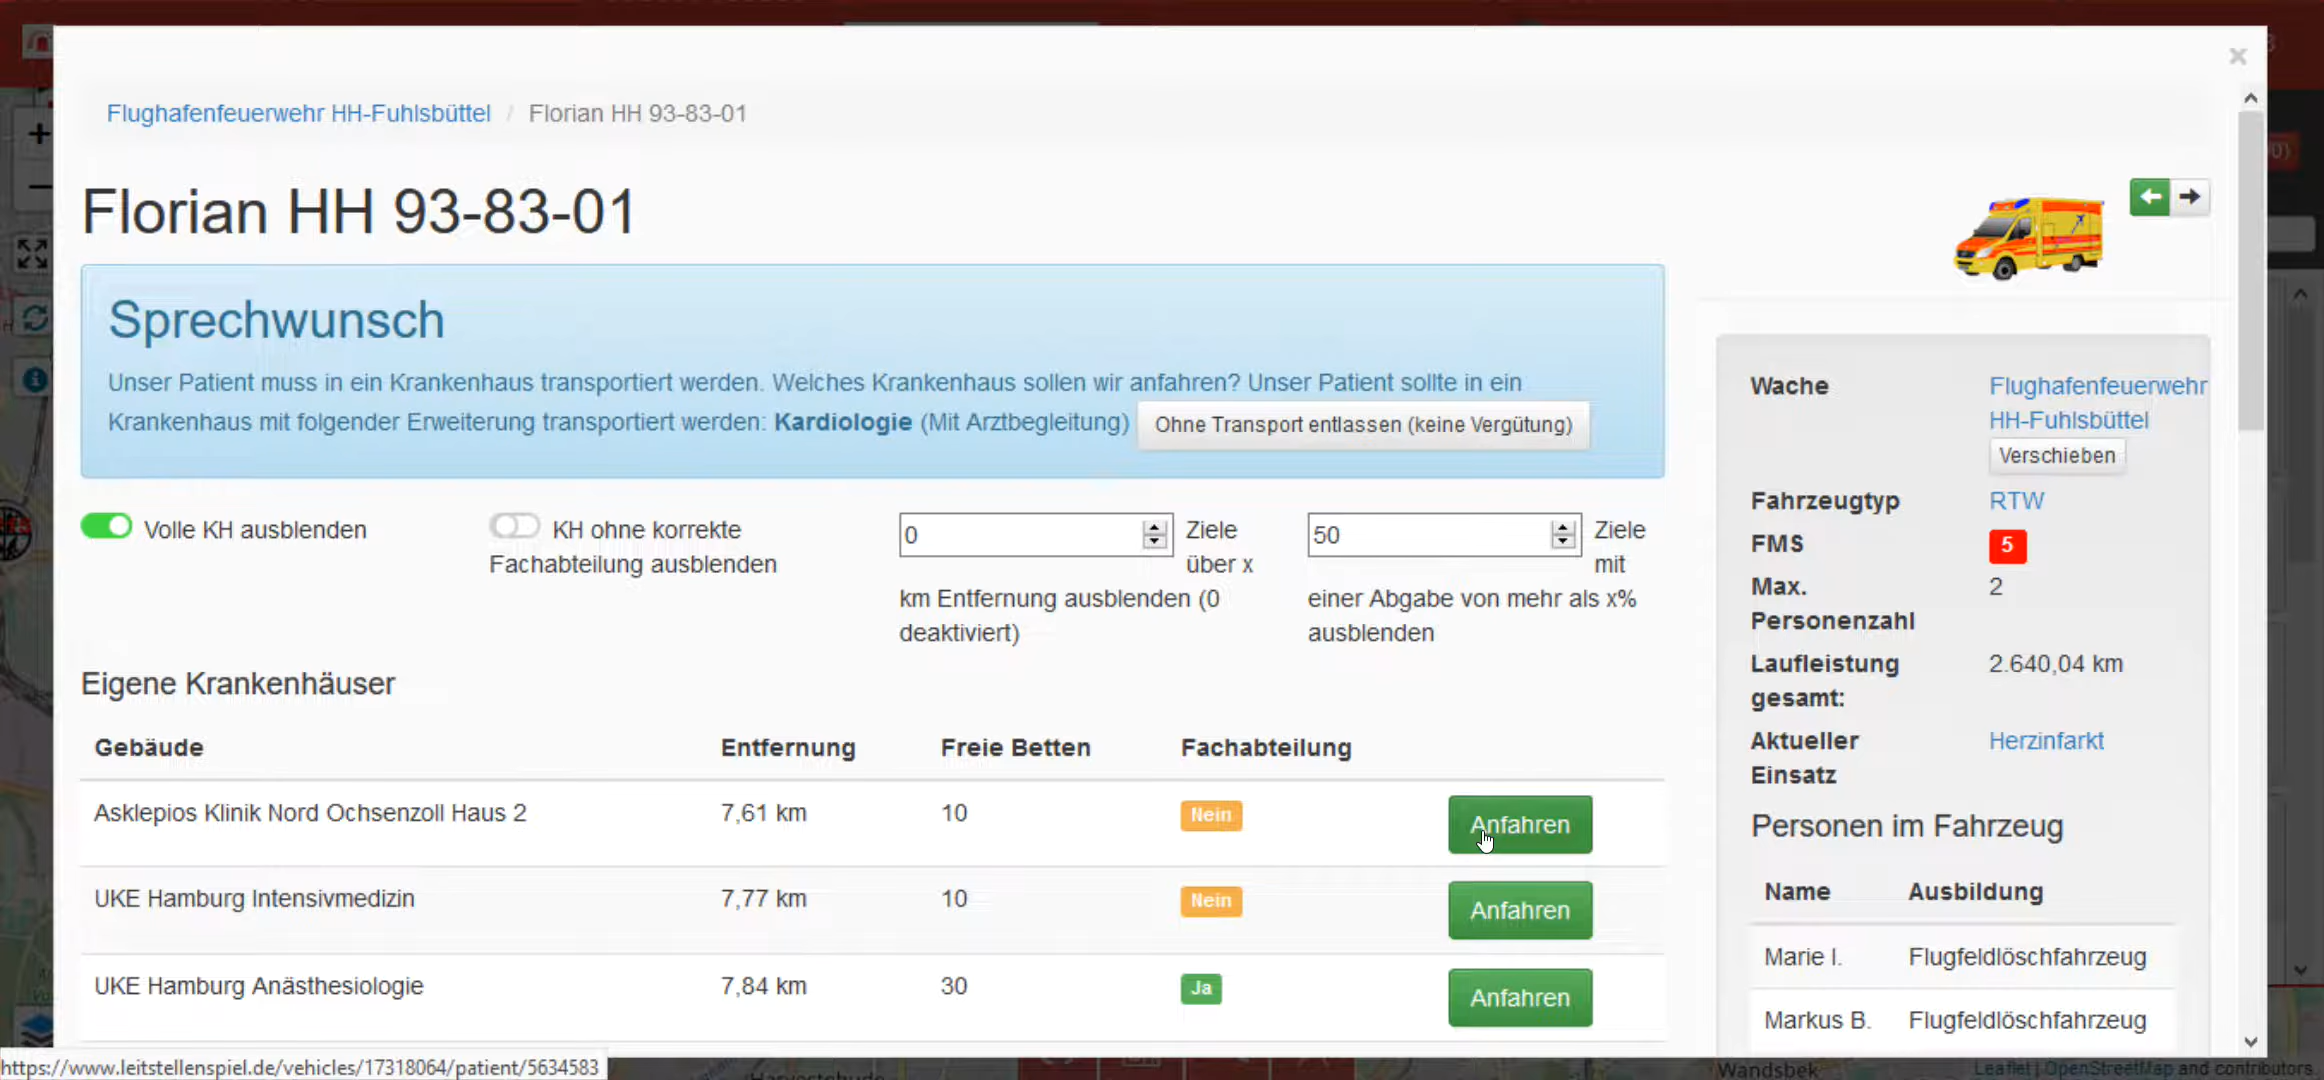 ×
Flughafenfeuerwehr HH-Fuhlsbüttel / Florian HH 93-83-01
Florian HH 93-83-01
Sprechwunsch
Unser Patient muss in ein Krankenhaus transportiert werden. Welches Krankenhaus sollen wir anfahren? Unser Patient sollte in ein
Krankenhaus mit folgender Erweiterung transportiert werden: Kardiologie (Mit Arztbegleitung) Ohne Transport entlassen (keine Vergütung)
Volle KH ausblenden
KH ohne korrekte
Fachabteilung ausblenden
0 Ziele
über x
km Entfernung ausblenden (0
deaktiviert)
50 Ziele
mit
einer Abgabe von mehr als x%
ausblenden
Eigene Krankenhäuser
Gebäude Entfernung Freie Betten Fachabteilung
Asklepios Klinik Nord Ochsenzoll Haus 2 7,61 km 10 Nein Anfahren
UKE Hamburg Intensivmedizin 7,77 km 10 Nein Anfahren
UKE Hamburg Anästhesiologie 7,84 km 30 Ja Anfahren
Wache Flughafenfeuerwehr
HH-Fuhlsbüttel
Verschieben
Fahrzeugtyp RTW
FMS 5
Max. 2
Personenzahl
Laufleistung 2.640,04 km
gesamt:
Aktueller Herzinfarkt
Einsatz
Personen im Fahrzeug
Name Ausbildung
Marie I. Flugfeldlöschfahrzeug
Markus B. Flugfeldlöschfahrzeug
https://www.leitstellenspiel.de/vehicles/17318064/patient/5634583
Wandsbek
Leaflet | OpenStreetMap and contributors